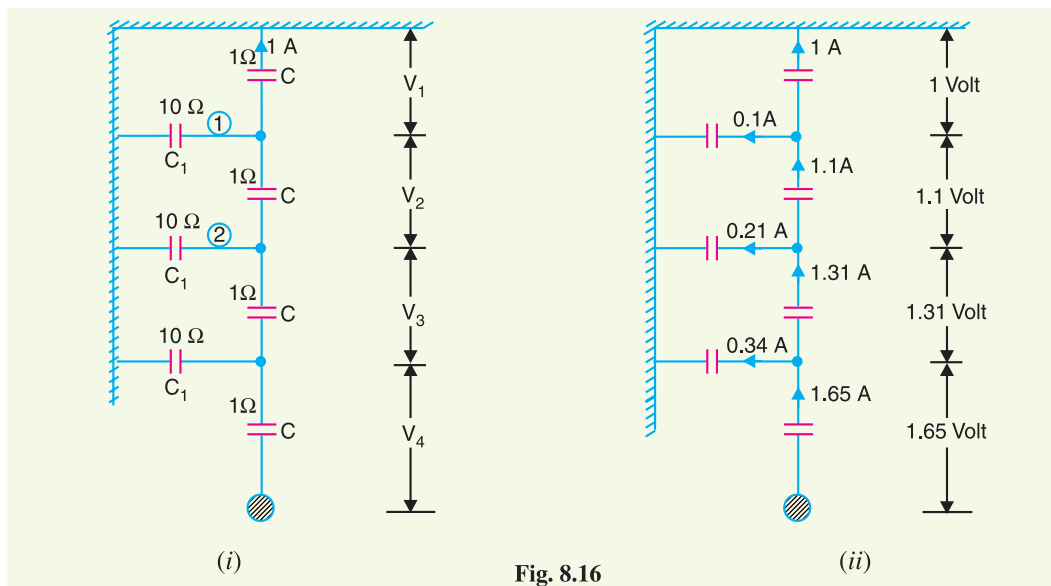 1Ω
1 A
C
V1
10 Ω
1
C1
1Ω
C
V2
10 Ω
2
C1
1Ω
C
V3
10 Ω
C1
1Ω
C
V4
(i)
1 A
1 Volt
0.1A
1.1A
1.1 Volt
0.21 A
1.31 A
1.31 Volt
0.34 A
1.65 A
1.65 Volt
(ii)
Fig. 8.16